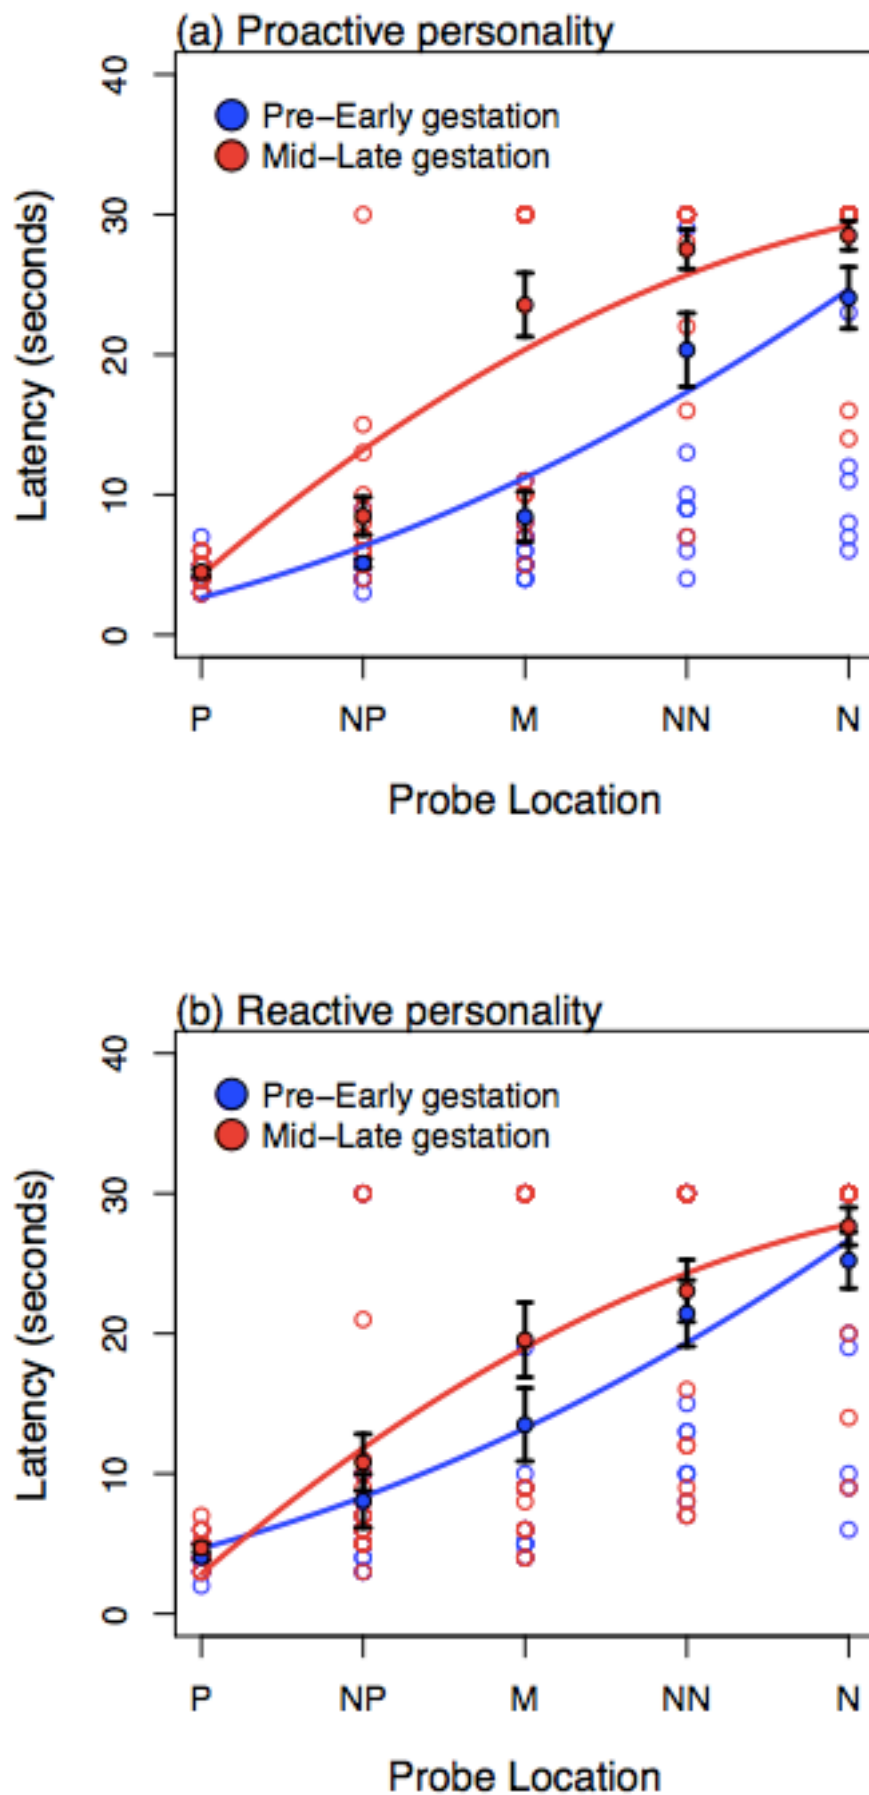 (a) Proactive personality
40
Pre−Early gestation
Mid−Late gestation
30
20
10
0
Latency (seconds)
P NP M NN N
Probe Location
(b) Reactive personality
40
Pre−Early gestation
Mid−Late gestation
30
20
10
0
Latency (seconds)
P NP M NN N
Probe Location